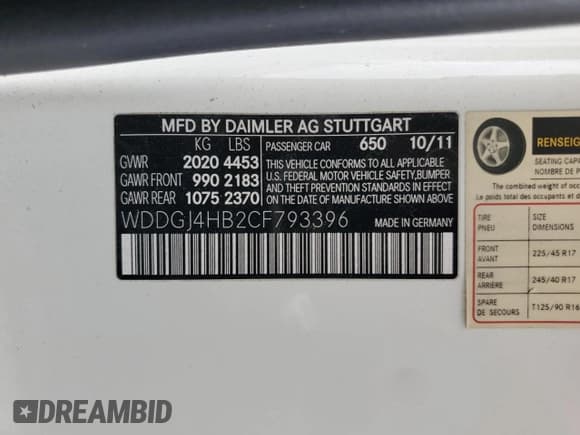 MFD BY DAIMLER AG STUTTGART
KG LBS PASSENGER CAR 650 10/11
GVWR 2020 4453
GAWR FRONT 990 2183
GAWR REAR 1075 2370
THIS VEHICLE CONFORMS TO ALL APPLICABLE
U.S. FEDERAL MOTOR VEHICLE SAFETY,BUMPER
AND THEFT PREVENTION STANDARDS IN EFFECT
ON THE DATE OF MANUFACTURE SHOWN ABOVE
WDDGJ4HB2CF793396 MADE IN GERMANY
RENSEIGN
SEATING CAPA
NOMBRE DE P
The combined weight of occ
Le poids total des occupants et d
TIRE SIZE
PNEU DIMENSIONS
FRONT
AVANT 225/45 R17
REAR
ARRIÈRE 245/40 R17
SPARE
DE SECOURS T125/90 R16
DREAMBID